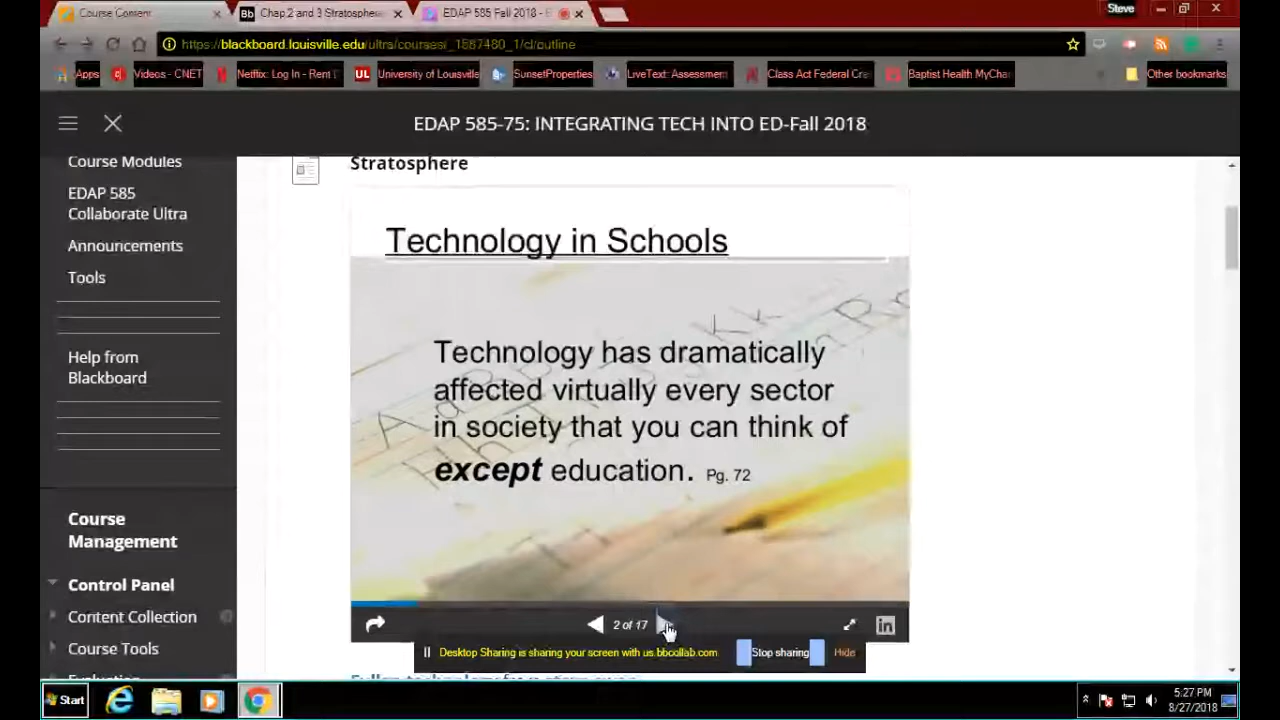 Course Content
Chap 2 and 3 Stratosphere
EDAP 585 Fall 2018 - E
Steve
https://blackboard.louisville.edu/ultra/courses/_1587480_1/cl/outline
Apps
Videos - CNET
Netflix: Log In - Rent D
University of Louisville
SunsetProperties
LiveText: Assessmen
Class Act Federal Cre
Baptist Health MyChar
Other bookmarks
EDAP 585-75: INTEGRATING TECH INTO ED-Fall 2018
Course Modules
EDAP 585
Collaborate Ultra
Announcements
Tools
Help from
Blackboard
Course
Management
Control Panel
Content Collection
Course Tools
Stratosphere
Technology in Schools
Technology has dramatically
affected virtually every sector
in society that you can think of
except education. Pg. 72
2 of 17
in
Desktop Sharing is sharing your screen with us.bbcollab.com
Stop sharing
Hide
Start
5:27 PM
8/27/2018